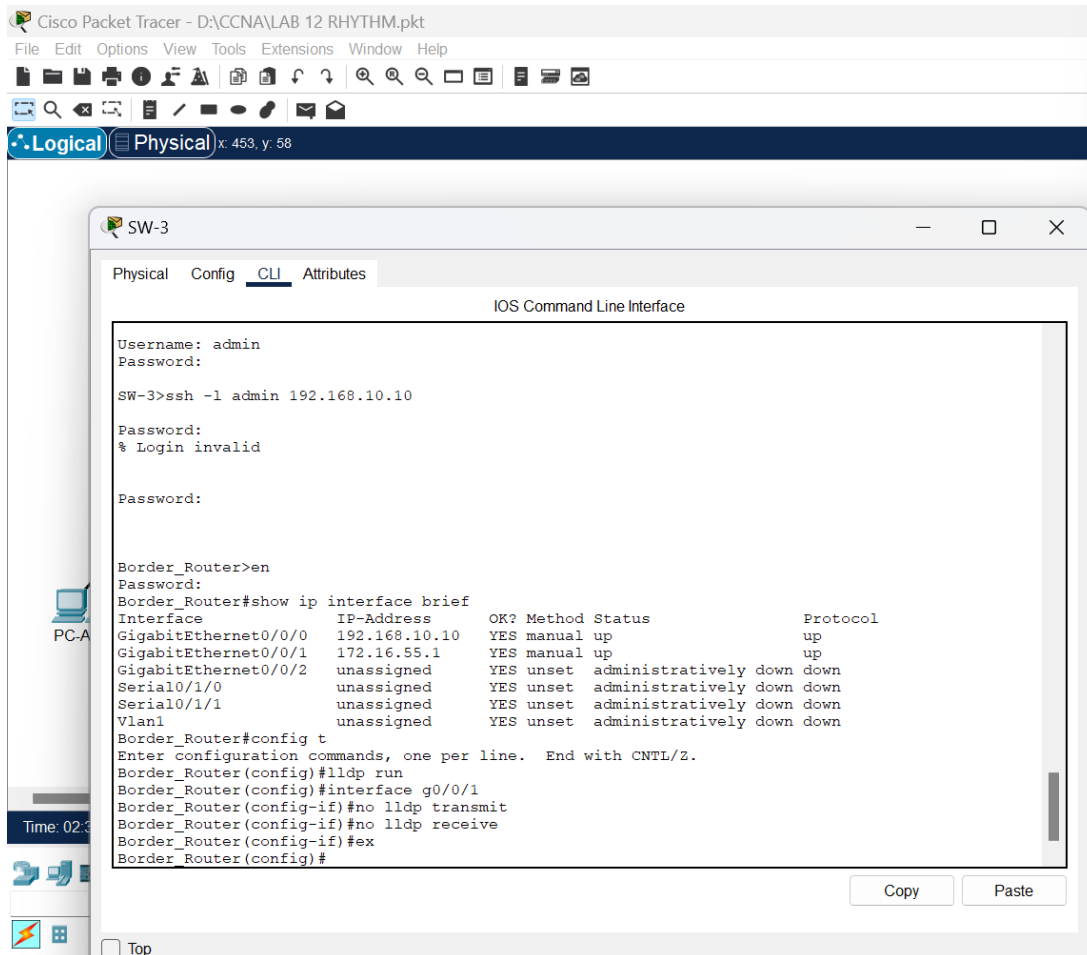 Cisco Packet Tracer - D:\CCNA\LAB 12 RHYTHM.pkt
File Edit Options View Tools Extensions Window Help
Logical Physical x: 453, y: 58
SW-3
Physical Config CLI Attributes
IOS Command Line Interface
Username: admin
Password:
SW-3>ssh -l admin 192.168.10.10
Password:
% Login invalid
Password:
Border_Router>en
Password:
Border_Router#show ip interface brief
Interface IP-Address OK? Method Status Protocol
GigabitEthernet0/0/0 192.168.10.10 YES manual up up
GigabitEthernet0/0/1 172.16.55.1 YES manual up up
GigabitEthernet0/0/2 unassigned YES unset administratively down down
Serial0/1/0 unassigned YES unset administratively down down
Serial0/1/1 unassigned YES unset administratively down down
Vlan1 unassigned YES unset administratively down down
Border_Router#config t
Enter configuration commands, one per line. End with CNTL/Z.
Border_Router(config)#lldp run
Border_Router(config)#interface g0/0/1
Border_Router(config-if)#no lldp transmit
Border_Router(config-if)#no lldp receive
Border_Router(config-if)#ex
Border_Router(config)#
PC-A
Time: 02:3
Copy Paste
Top